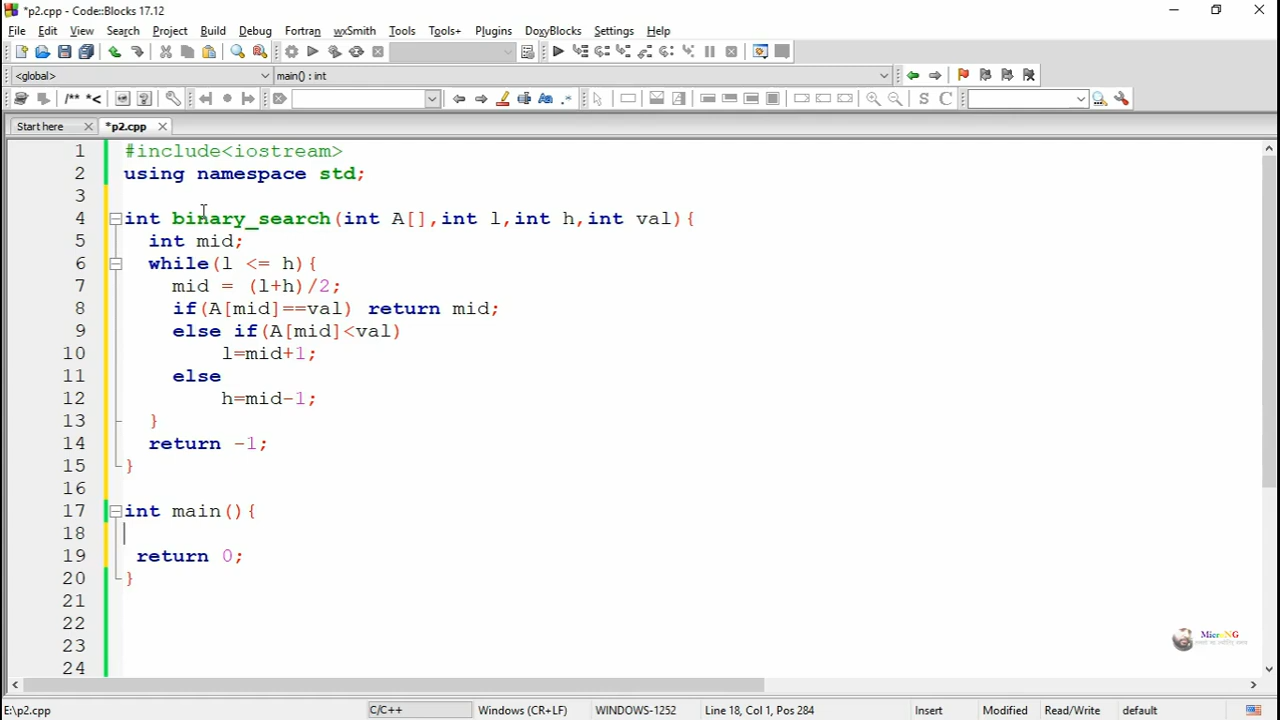 *p2.cpp - Code::Blocks 17.12
File Edit View Search Project Build Debug Fortran wxSmith Tools Tools+ Plugins DoxyBlocks Settings Help
<global> main() : int
/** *<
S C
Start here *p2.cpp
1 #include<iostream>
2 using namespace std;
3
4 int binary_search(int A[],int l,int h,int val){
5 int mid;
6 while(l <= h){
7 mid = (l+h)/2;
8 if(A[mid]==val) return mid;
9 else if(A[mid]<val)
10 l=mid+1;
11 else
12 h=mid-1;
13 }
14 return -1;
15 }
16
17 int main(){
18
19 return 0;
20 }
21
22
23
24
MicroNG
E:\p2.cpp C/C++ Windows (CR+LF) WINDOWS-1252 Line 18, Col 1, Pos 284 Insert Modified Read/Write default